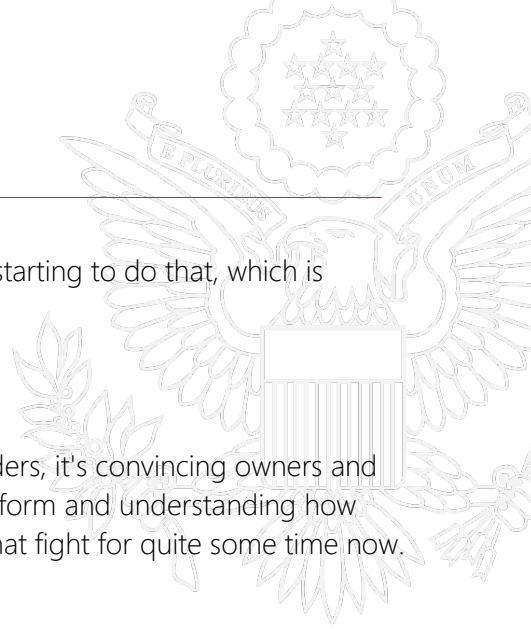 E PLURIBUS
UNUM
starting to do that, which is
ders, it's convincing owners and
form and understanding how
hat fight for quite some time now.